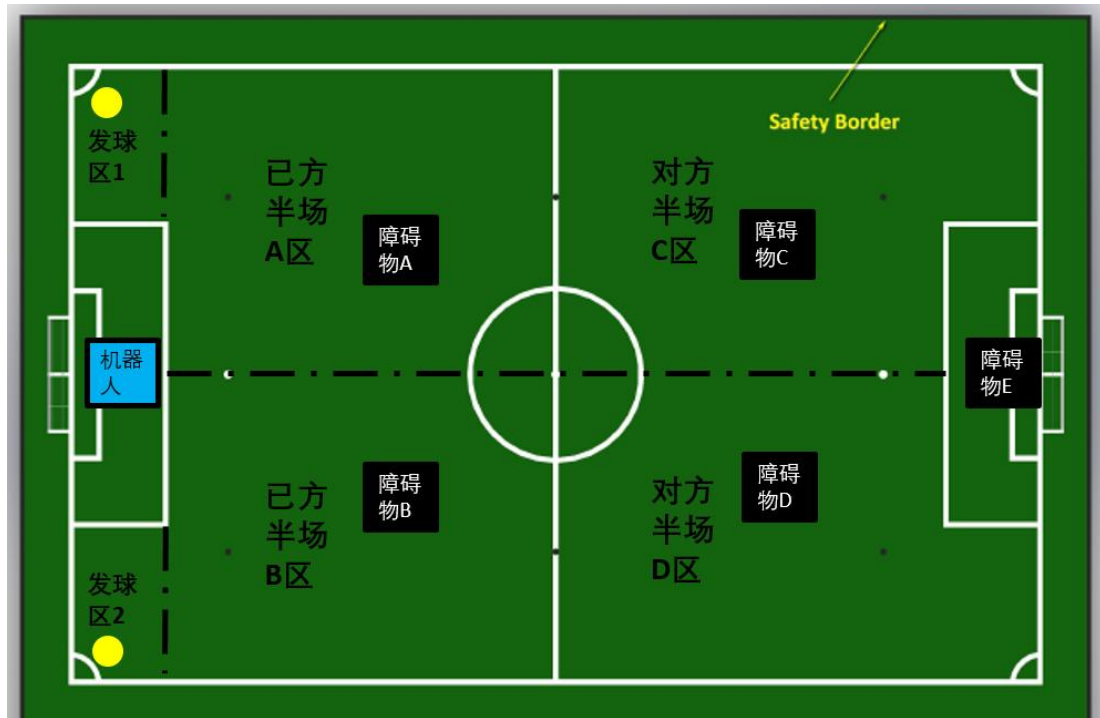 Safety Border
发球
区1
已方
半场
A区
对方
半场
C区
障碍
物A
障碍
物C
机器
人
障碍
物E
已方
半场
B区
障碍
物B
对方
半场
D区
障碍
物D
发球
区2